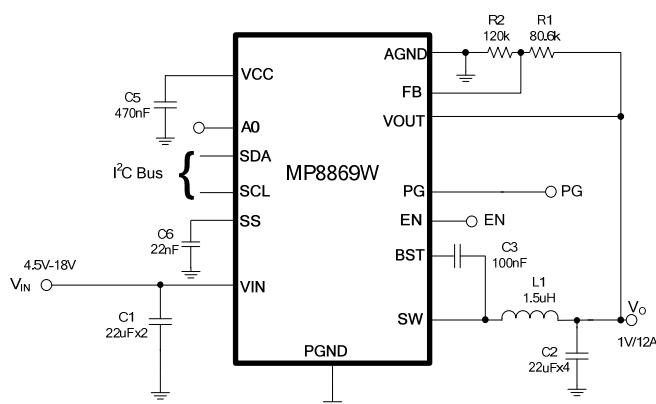 R2 R1
120k 80.6k
AGND
FB
VOUT
VCC
C5
470nF
A0
SDA
I²C Bus
SCL
MP8869W
PG PG
EN EN
SS
C6
22nF
BST
C3
100nF
4.5V-18V
VIN
VIN
L1
1.5uH
SW
VO
1V/12A
C1
22uFx2
PGND
C2
22uFx4